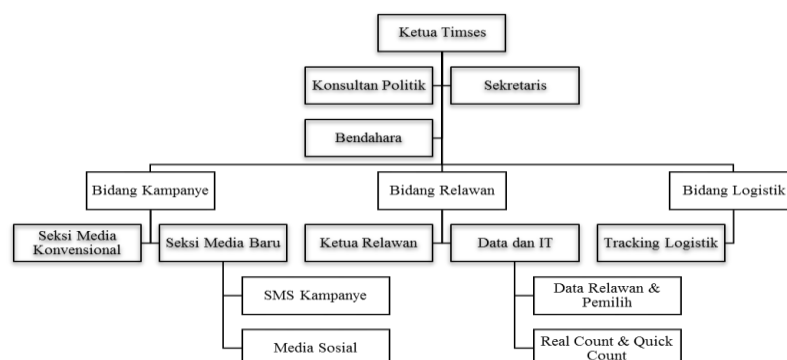 Ketua Timses
Konsultan Politik
Sekretaris
Bendahara
Bidang Kampanye
Bidang Relawan
Bidang Logistik
Seksi Media
Konvensional
Seksi Media Baru
Ketua Relawan
Data dan IT
Tracking Logistik
SMS Kampanye
Data Relawan &
Pemilih
Media Sosial
Real Count & Quick
Count